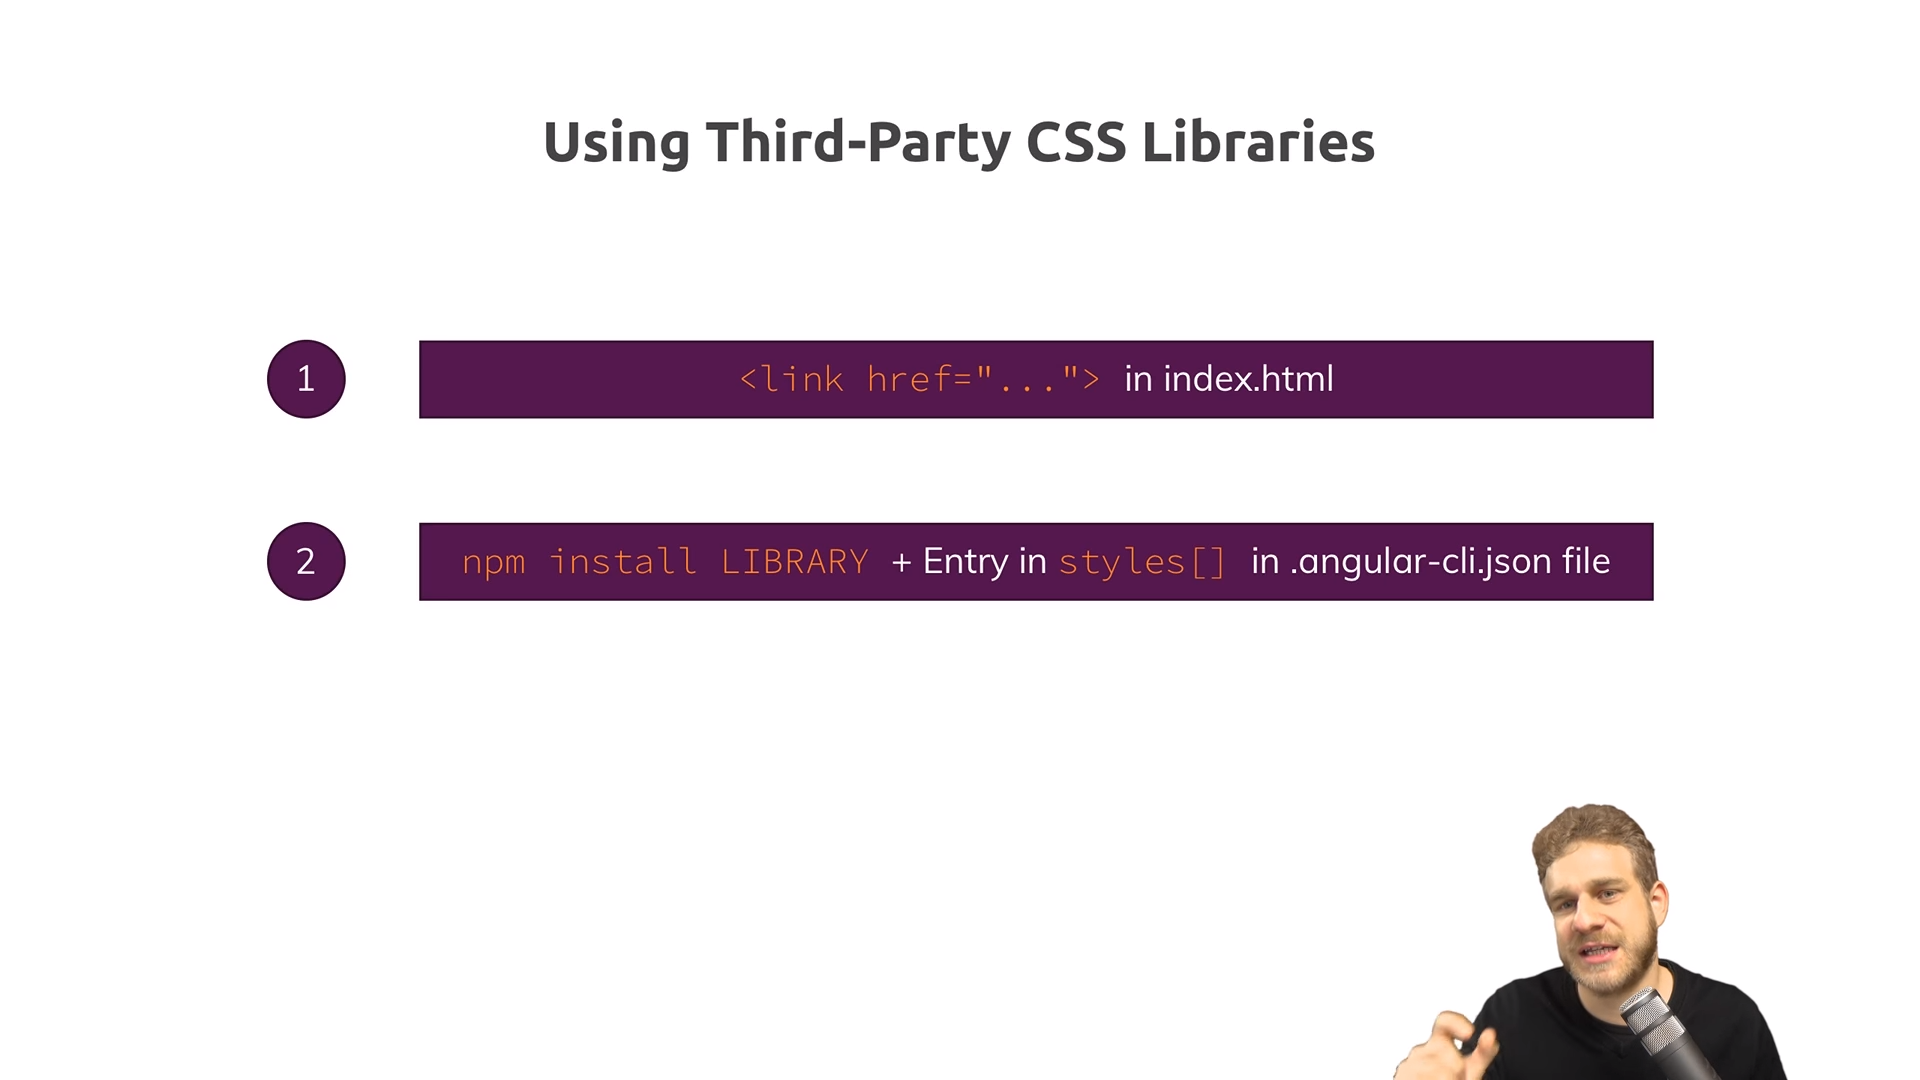 Using Third-Party CSS Libraries
1
<link href="..."> in index.html
2
npm install LIBRARY + Entry in styles[] in .angular-cli.json file